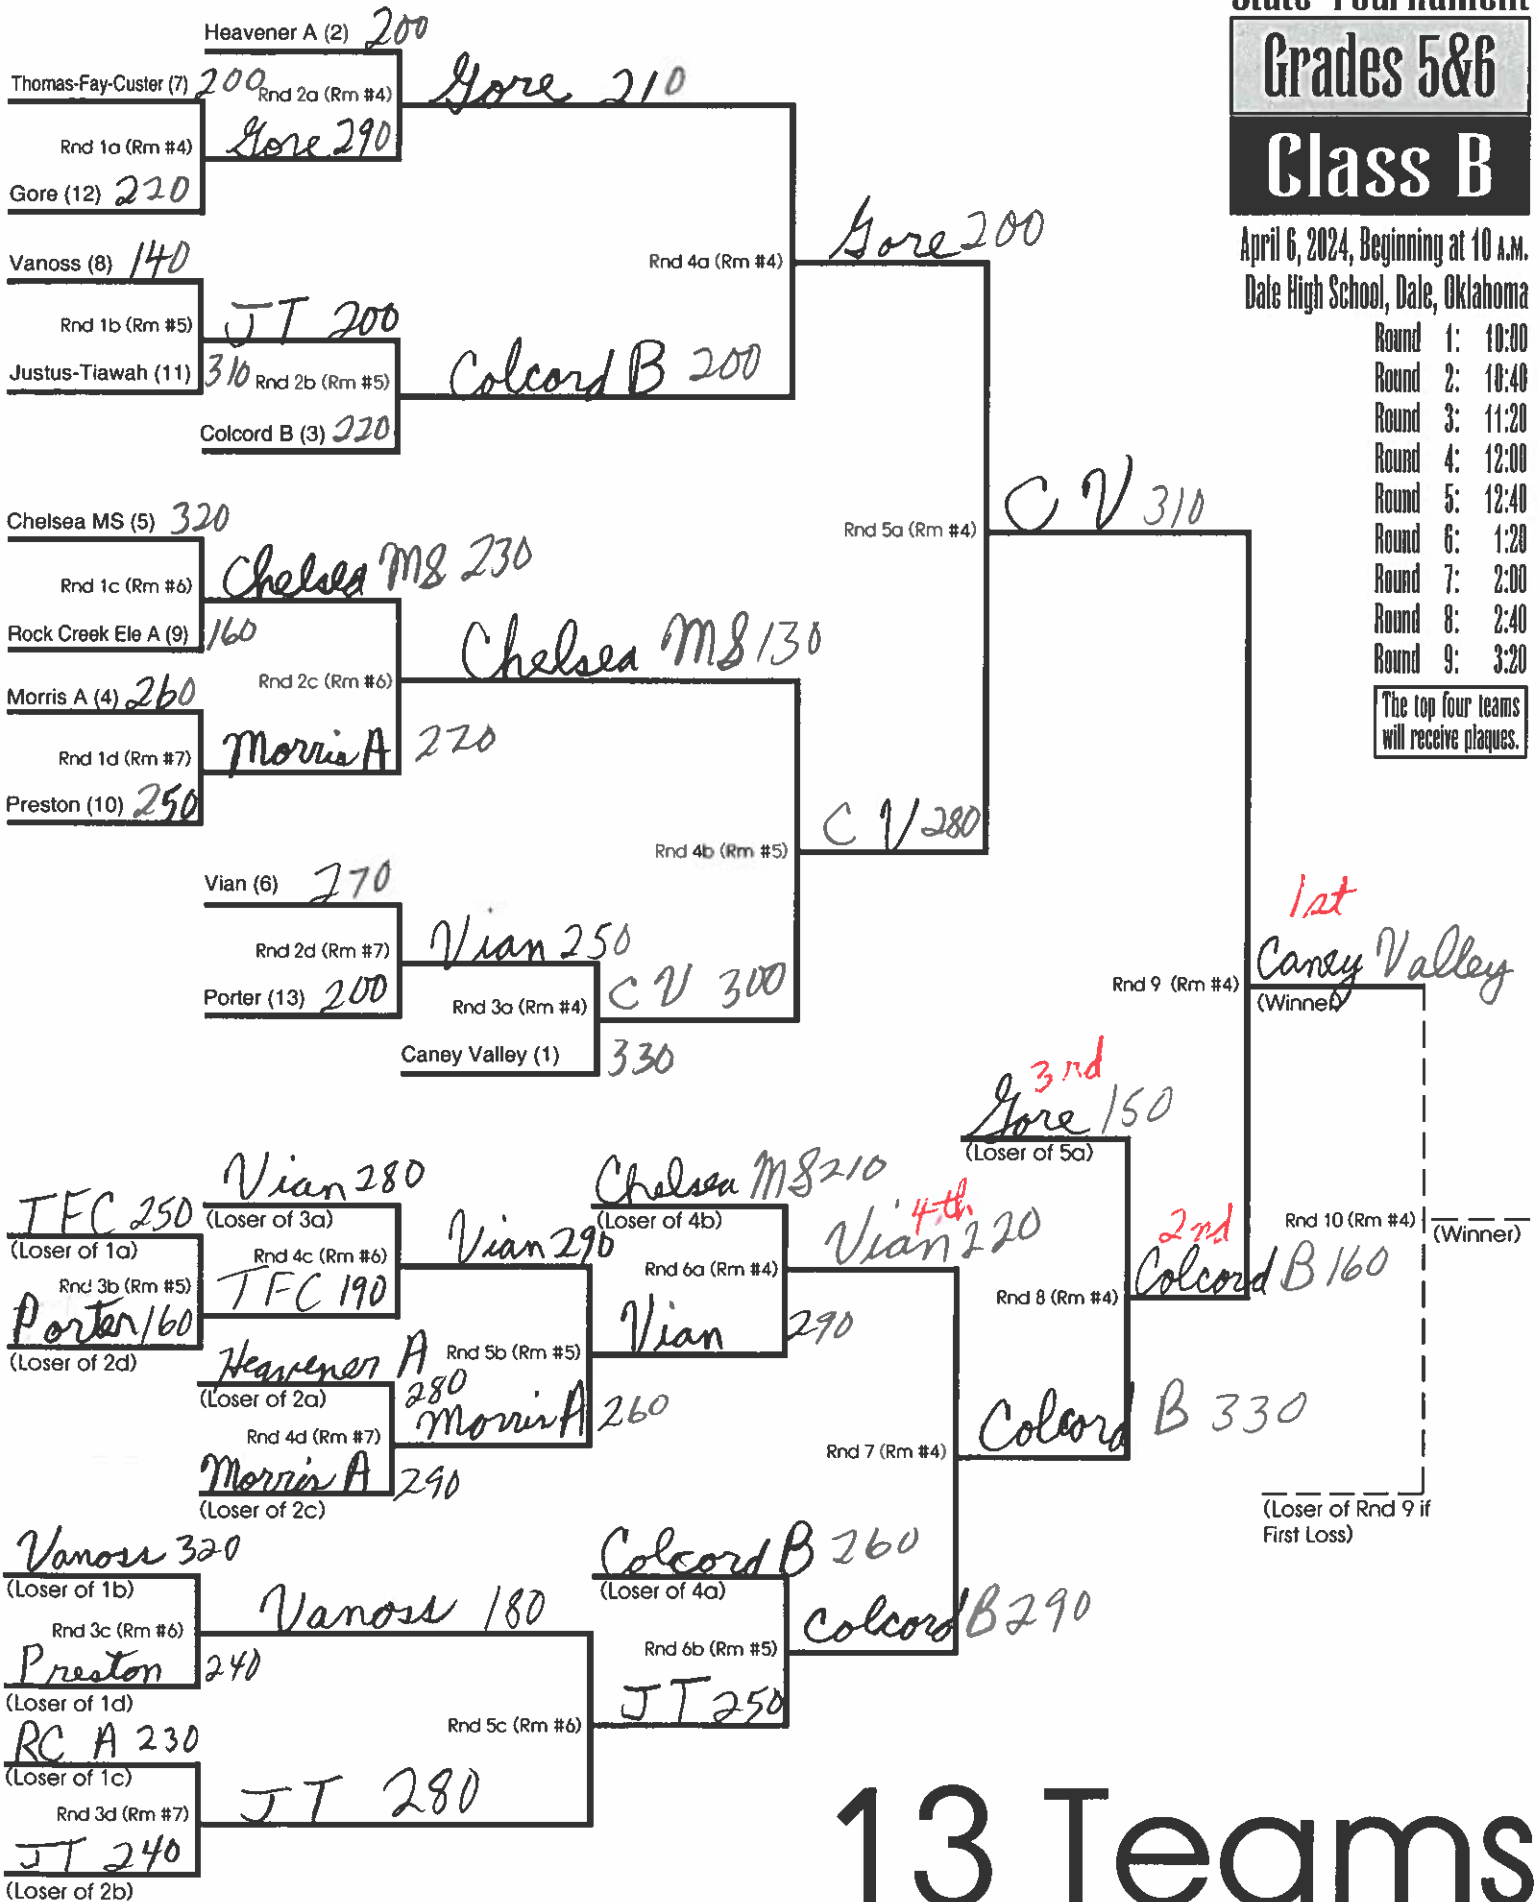 State Tournament
Grades 5&6
Class B
April 6, 2024, Beginning at 10 A.M.
Dale High School, Dale, Oklahoma
Round 1: 10:00
Round 2: 10:40
Round 3: 11:20
Round 4: 12:00
Round 5: 12:40
Round 6: 1:20
Round 7: 2:00
Round 8: 2:40
Round 9: 3:20
The top four teams
will receive plaques.
Heavener A (2) 200
Thomas-Fay-Custer (7) 200
Rnd 2a (Rm #4)
Gore 210
Rnd 1a (Rm #4)
Gore 290
Gore (12) 220
Vanoss (8) 140
Rnd 4a (Rm #4)
Gore 200
Rnd 1b (Rm #5)
JT 200
Justus-Tiawah (11) 310
Rnd 2b (Rm #5)
Colcord B 200
Colcord B (3) 220
Chelsea MS (5) 320
Rnd 5a (Rm #4)
C V 310
Rnd 1c (Rm #6)
Chelsea MS 230
Rock Creek Ele A (9) 160
Rnd 2c (Rm #6)
Chelsea MS 130
Morris A (4) 260
Rnd 1d (Rm #7)
Morris A 220
Preston (10) 250
Rnd 4b (Rm #5)
C V 280
Vian (6) 270
Rnd 2d (Rm #7)
Vian 250
Porter (13) 200
Rnd 3a (Rm #4)
C V 300
Caney Valley (1) 330
1st
Rnd 9 (Rm #4)
Caney Valley
(Winner)
3rd
Gore 150
(Loser of 5a)
Vian 280
(Loser of 3a)
TFC 250
(Loser of 1a)
Rnd 3b (Rm #5)
Porter 160
(Loser of 2d)
Rnd 4c (Rm #6)
TFC 190
Vian 290
Chelsea MS 210
(Loser of 4b)
Rnd 6a (Rm #4)
4th
Vian 220
Vian 290
Rnd 8 (Rm #4)
2nd
Colcord B 160
Rnd 10 (Rm #4)
(Winner)
Heavener A 280
(Loser of 2a)
Rnd 5b (Rm #5)
Rnd 4d (Rm #7)
Morris A 260
Morris A 290
(Loser of 2c)
Rnd 7 (Rm #4)
Colcord B 330
(Loser of Rnd 9 if
First Loss)
Vanoss 320
(Loser of 1b)
Rnd 3c (Rm #6)
Vanoss 180
Preston 240
(Loser of 1d)
Colcord B 260
(Loser of 4a)
Rnd 6b (Rm #5)
Colcord B 290
JT 250
Rnd 5c (Rm #6)
RC A 230
(Loser of 1c)
Rnd 3d (Rm #7)
JT 280
JT 240
(Loser of 2b)
13 Teams